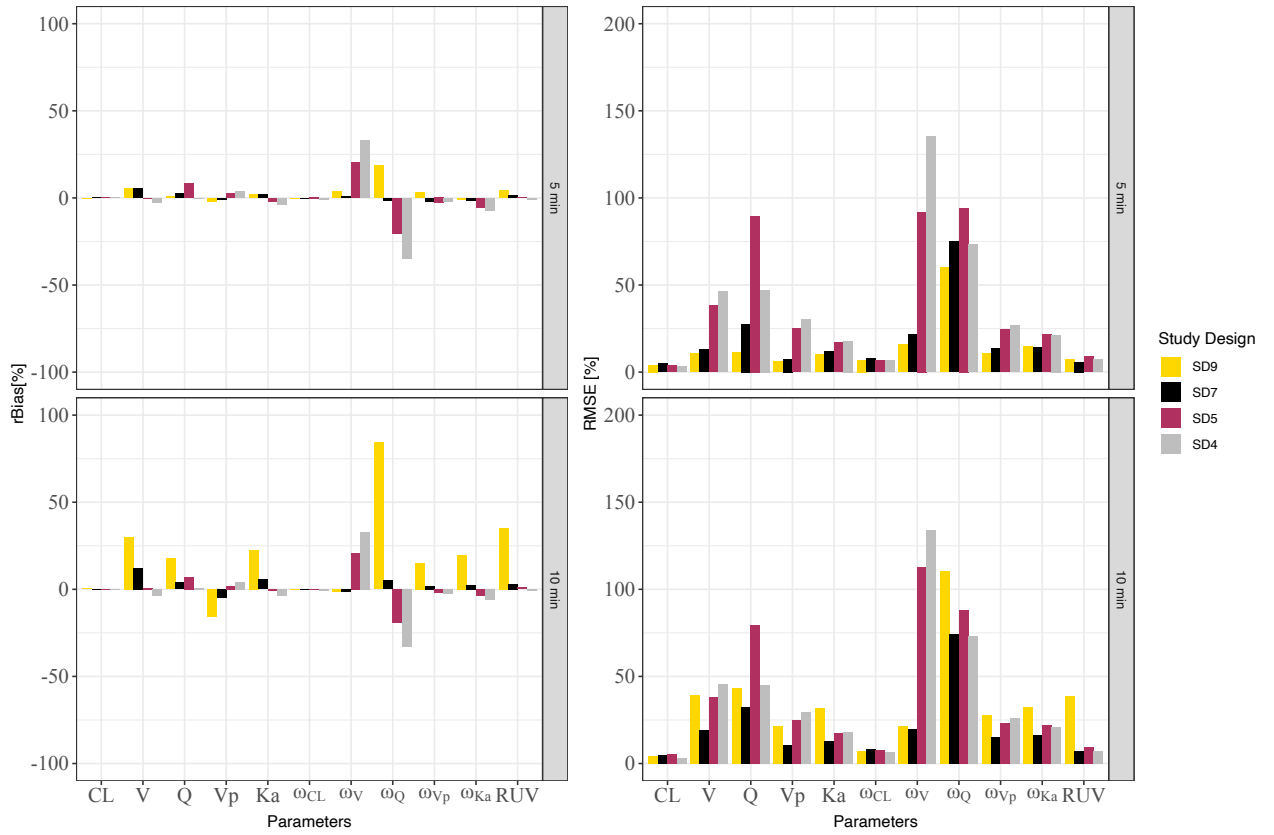 100
50
0
-50
-100
5 min
200
150
100
50
0
5 min
rBias[%]
RMSE [%]
100
50
0
-50
-100
10 min
200
150
100
50
0
10 min
CL V Q Vp Ka ωCL ωV ωQ ωVp ωKa RUV
Parameters
CL V Q Vp Ka ωCL ωV ωQ ωVp ωKa RUV
Parameters
Study Design
SD9
SD7
SD5
SD4